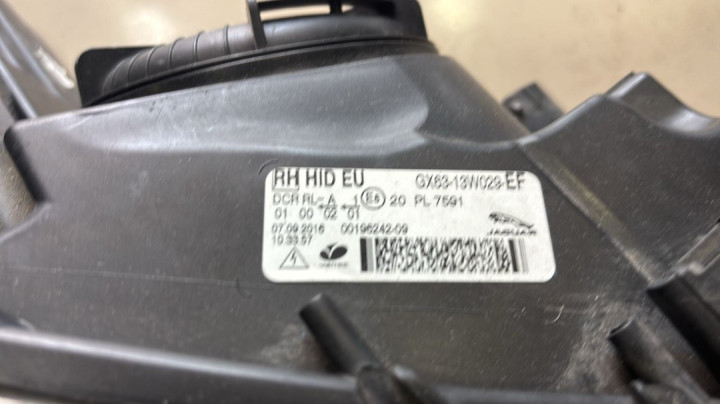 RH HID EU GX63-13W029-EF
DCR RL A 1 E8 20 PL 7591
01 00 02 01
07.09.2016 00196242-09
10.33.57
JAGUAR